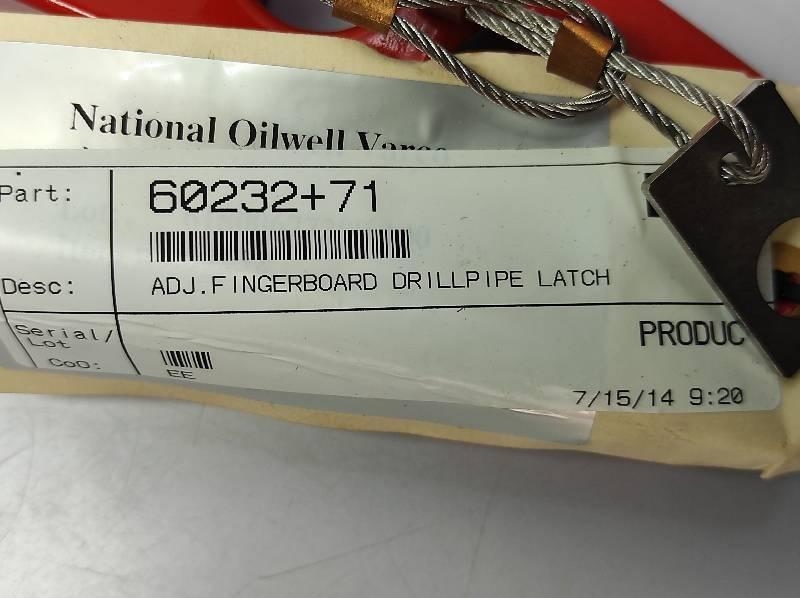 National Oilwell Varco
Part: 60232+71
Desc: ADJ.FINGERBOARD DRILLPIPE LATCH
Serial/
Lot
PRODUC
CoO: EE
7/15/14 9:20